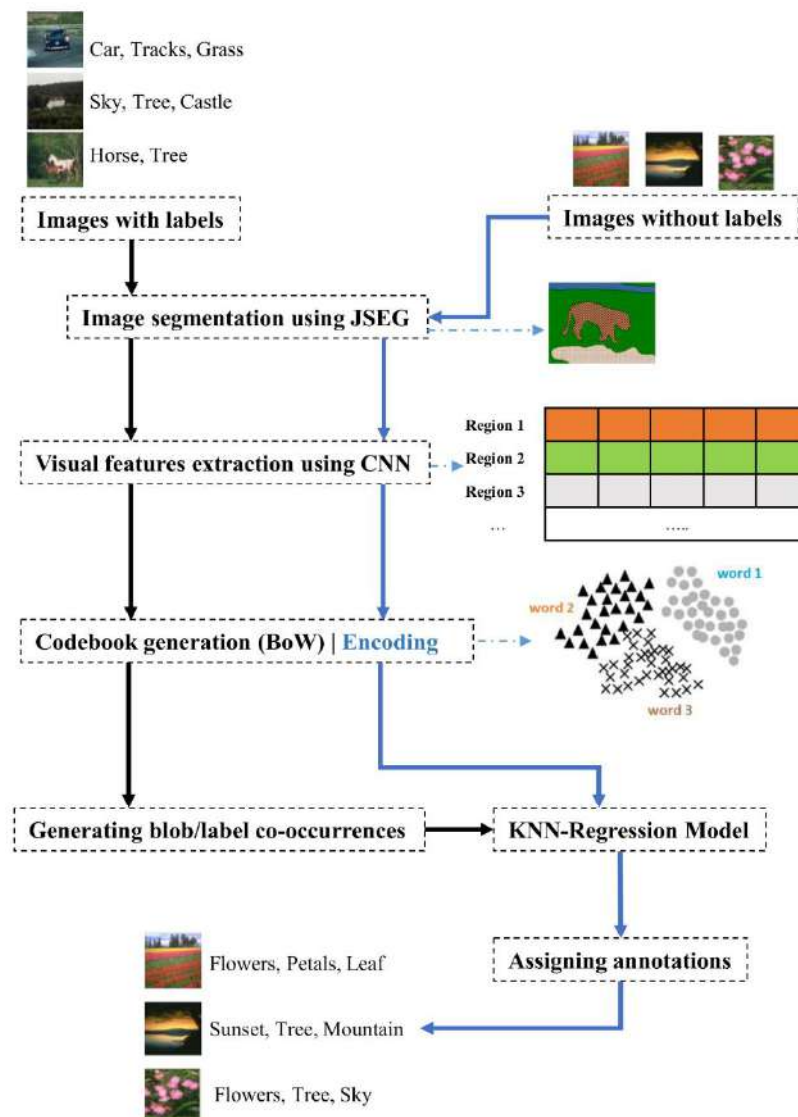 Car, Tracks, Grass
Sky, Tree, Castle
Horse, Tree
Images with labels
Images without labels
Image segmentation using JSEG
Visual features extraction using CNN
Region 1
Region 2
Region 3
...
.....
Codebook generation (BoW) | Encoding
word 1
word 2
word 3
Generating blob/label co-occurrences
KNN-Regression Model
Assigning annotations
Flowers, Petals, Leaf
Sunset, Tree, Mountain
Flowers, Tree, Sky